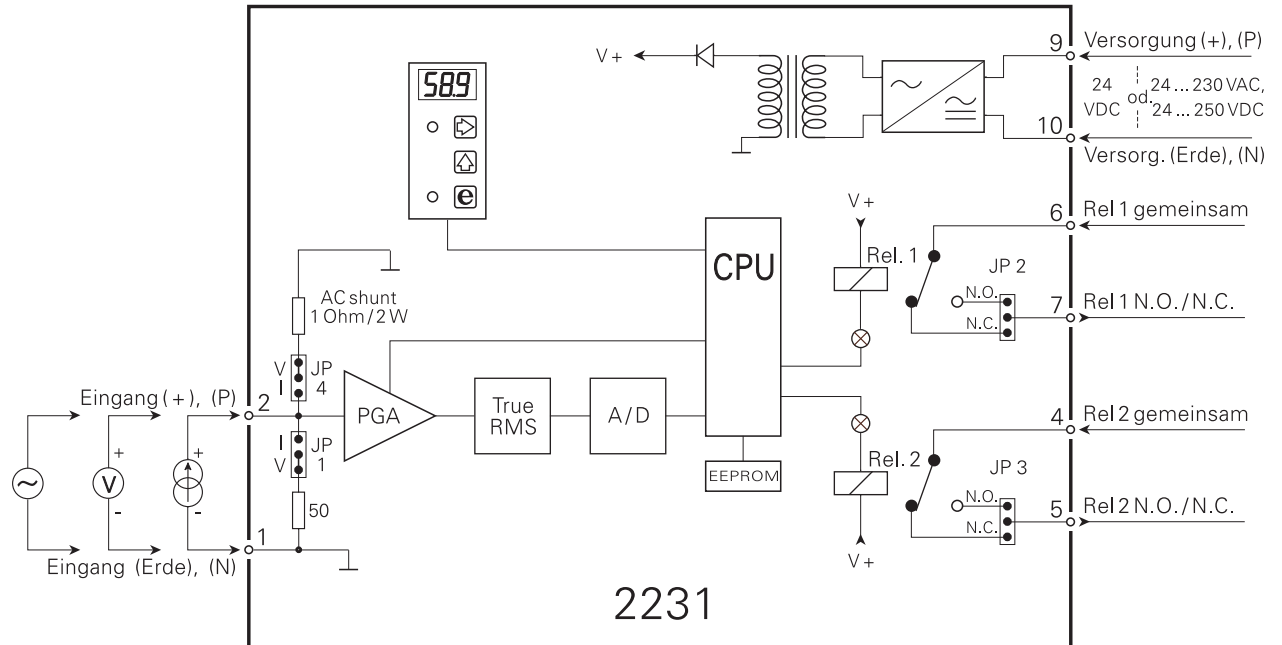 V+
9
Versorgung (+), (P)
24
VDC
od.
24 ... 230 VAC,
24 ... 250 VDC
10
Versorg. (Erde), (N)
58.9
e
6
Rel 1 gemeinsam
V+
Rel. 1
JP 2
N.O.
N.C.
7
Rel 1 N.O./N.C.
CPU
AC shunt
1 Ohm/2 W
V
I
JP
4
Eingang (+), (P)
2
PGA
True
RMS
A/D
4
Rel 2 gemeinsam
I
V
JP
1
+
V
-
+
-
EEPROM
Rel. 2
JP 3
N.O.
N.C.
5
Rel 2 N.O./N.C.
50
1
Eingang (Erde), (N)
V+
2231